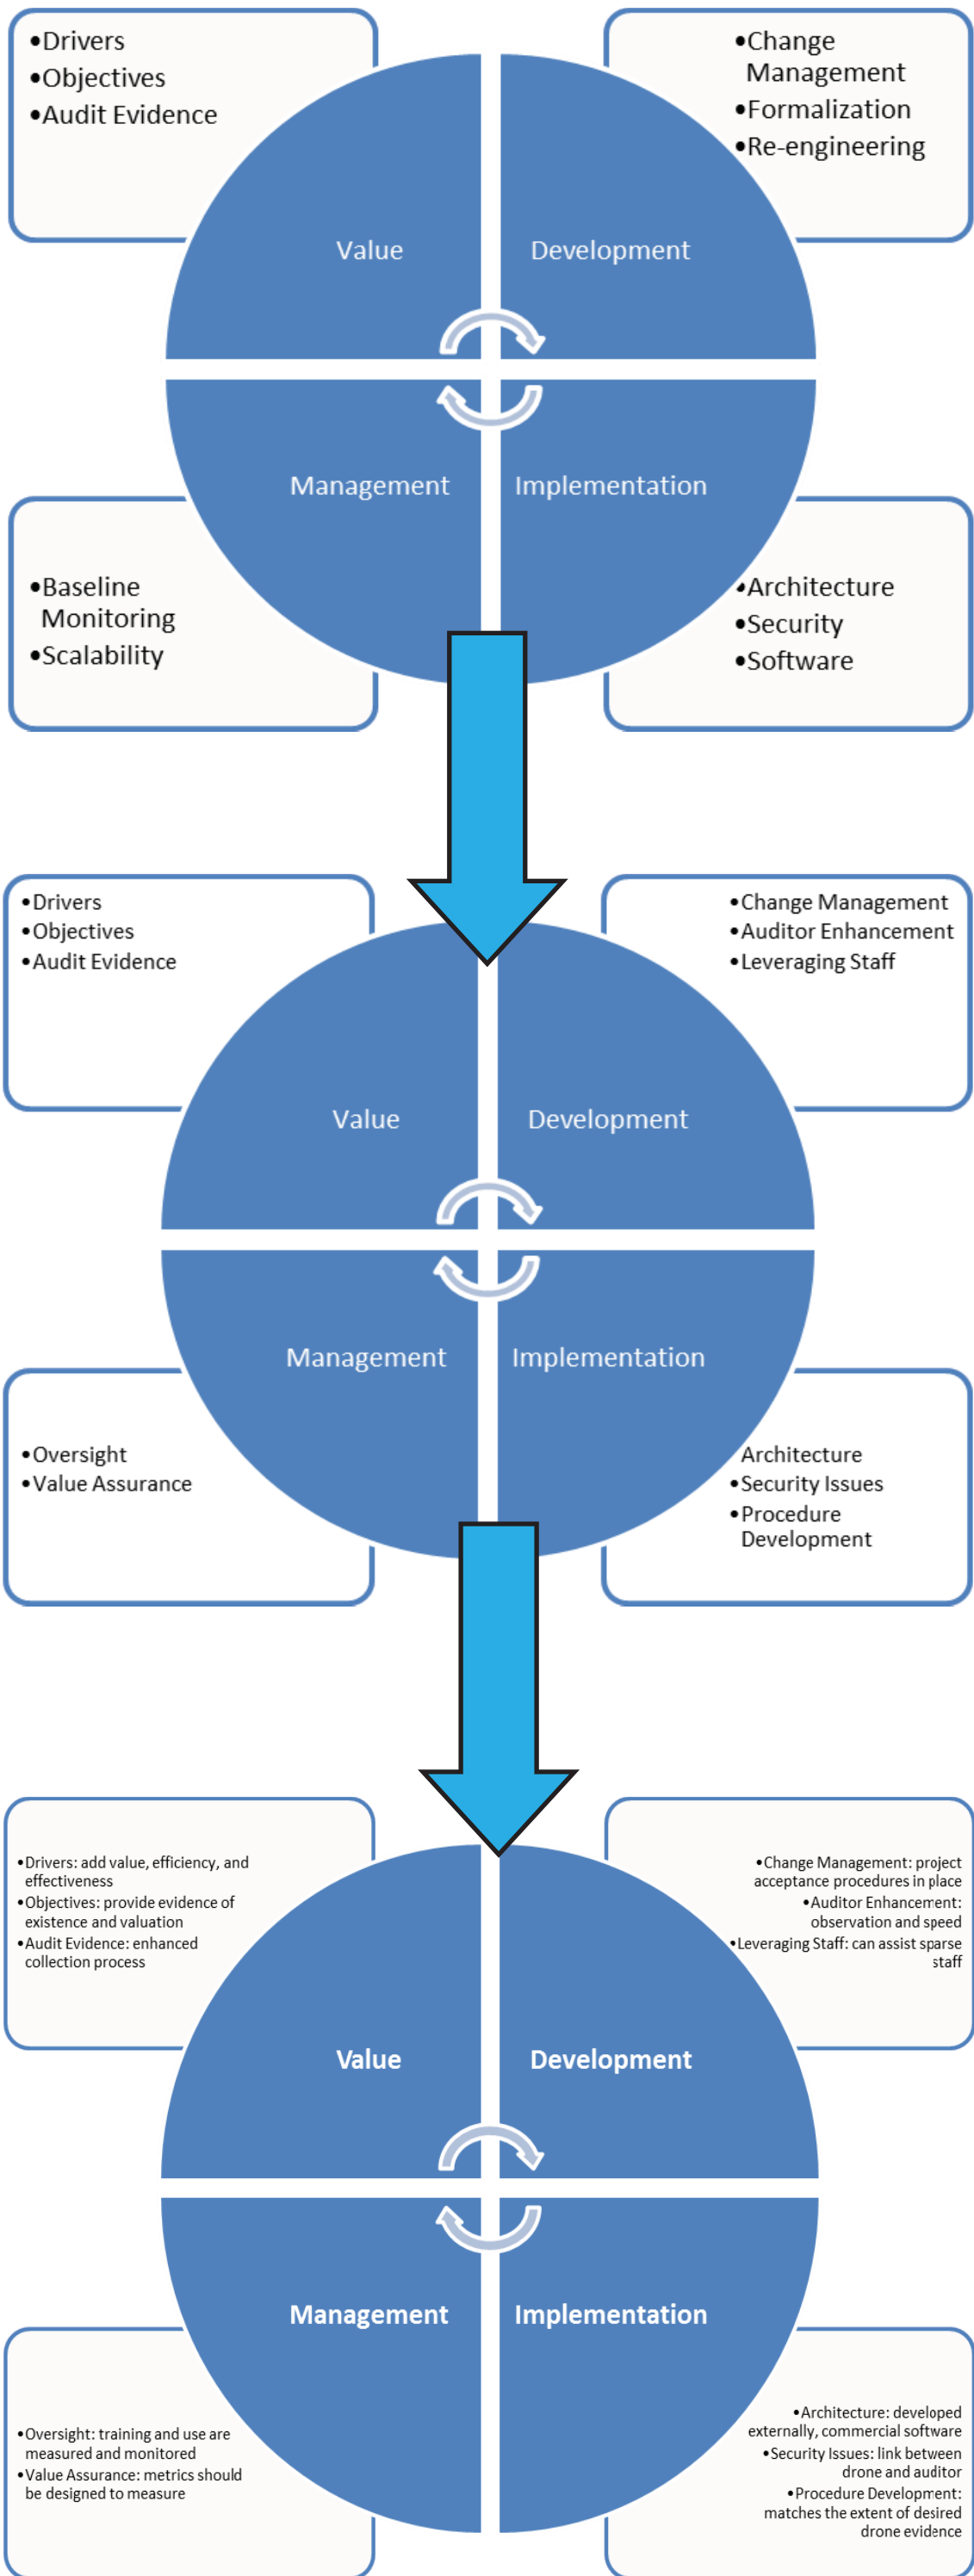 •Drivers
•Objectives
•Audit Evidence
•Change
Management
•Formalization
•Re-engineering
Value
Development
Management
Implementation
•Baseline
Monitoring
•Scalability
•Architecture
•Security
•Software
•Drivers
•Objectives
•Audit Evidence
•Change Management
•Auditor Enhancement
•Leveraging Staff
Value
Development
Management
Implementation
•Oversight
•Value Assurance
Architecture
•Security Issues
•Procedure
Development
•Drivers: add value, efficiency, and
effectiveness
•Objectives: provide evidence of
existence and valuation
•Audit Evidence: enhanced
collection process
•Change Management: project
acceptance procedures in place
•Auditor Enhancement:
observation and speed
•Leveraging Staff: can assist sparse
staff
Value
Development
Management
Implementation
•Oversight: training and use are
measured and monitored
•Value Assurance: metrics should
be designed to measure
•Architecture: developed
externally, commercial software
•Security Issues: link between
drone and auditor
•Procedure Development:
matches the extent of desired
drone evidence